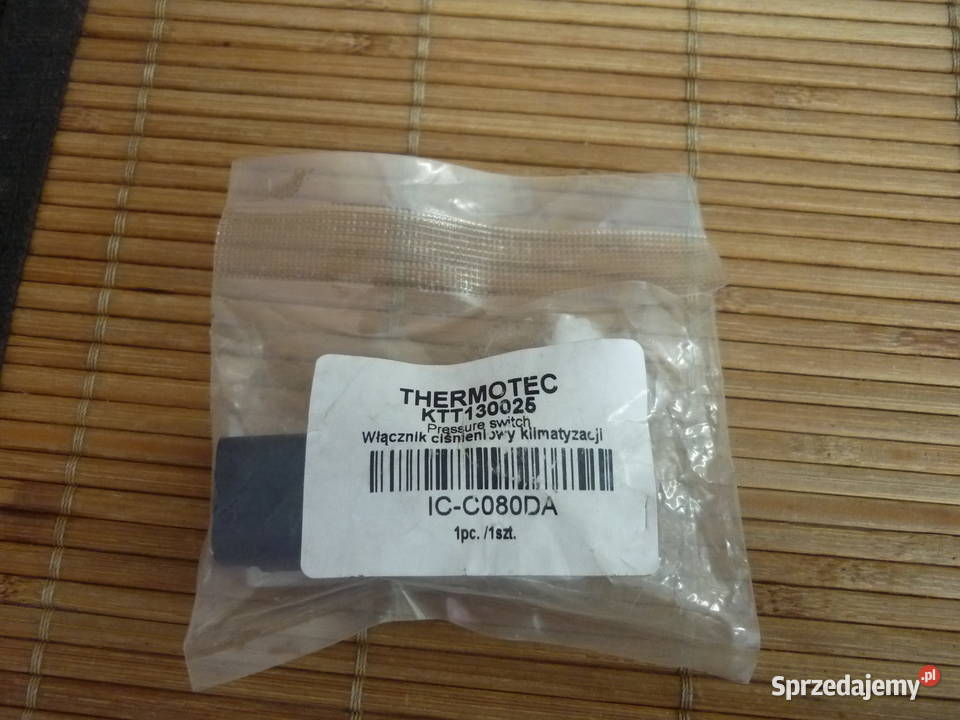 THERMOTEC
KTT130025
Pressure switch
Włącznik ciśnieniowy klimatyzacji
IC-C080DA
1pc. /1szt.
Sprzedajemy.pl